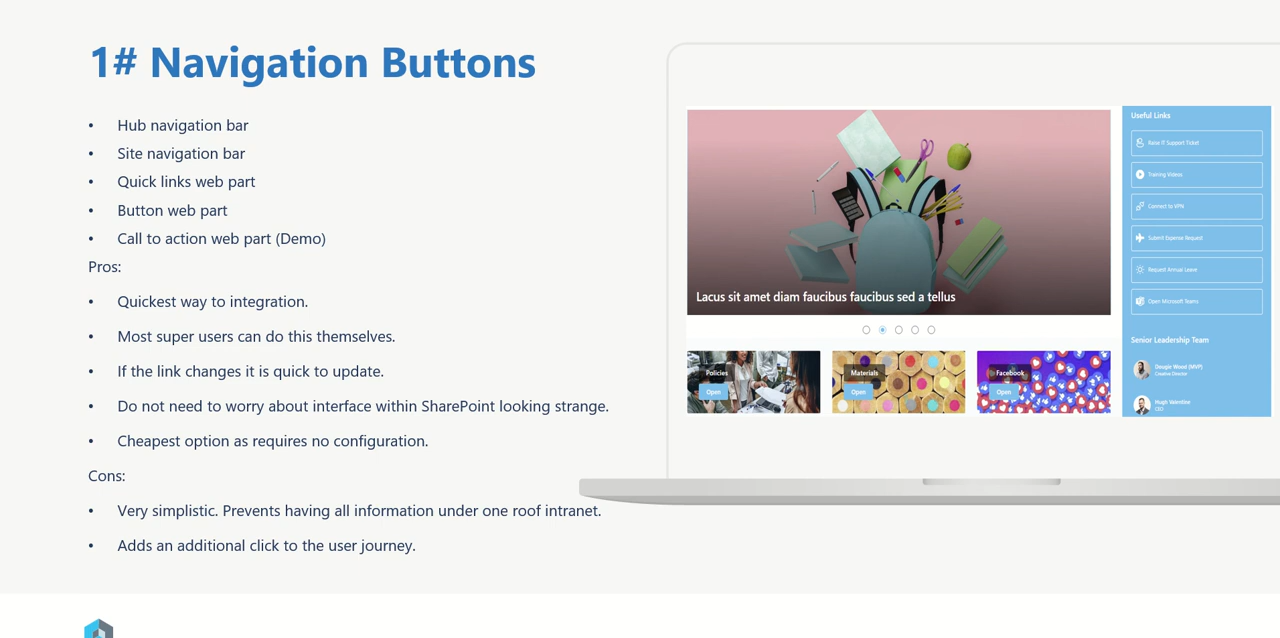 1# Navigation Buttons
• Hub navigation bar
• Site navigation bar
• Quick links web part
• Button web part
• Call to action web part (Demo)
Pros:
• Quickest way to integration.
• Most super users can do this themselves.
• If the link changes it is quick to update.
• Do not need to worry about interface within SharePoint looking strange.
• Cheapest option as requires no configuration.
Cons:
• Very simplistic. Prevents having all information under one roof intranet.
• Adds an additional click to the user journey.
Lacus sit amet diam faucibus faucibus sed a tellus
Policies
Open
Materials
Open
Facebook
Open
Useful Links
Raise IT Support Ticket
Training Videos
Connect to VPN
Submit Expense Request
Request Annual Leave
Open Microsoft Teams
Senior Leadership Team
Dougie Wood (MVP)
Creative Director
Hugh Valentine
CEO